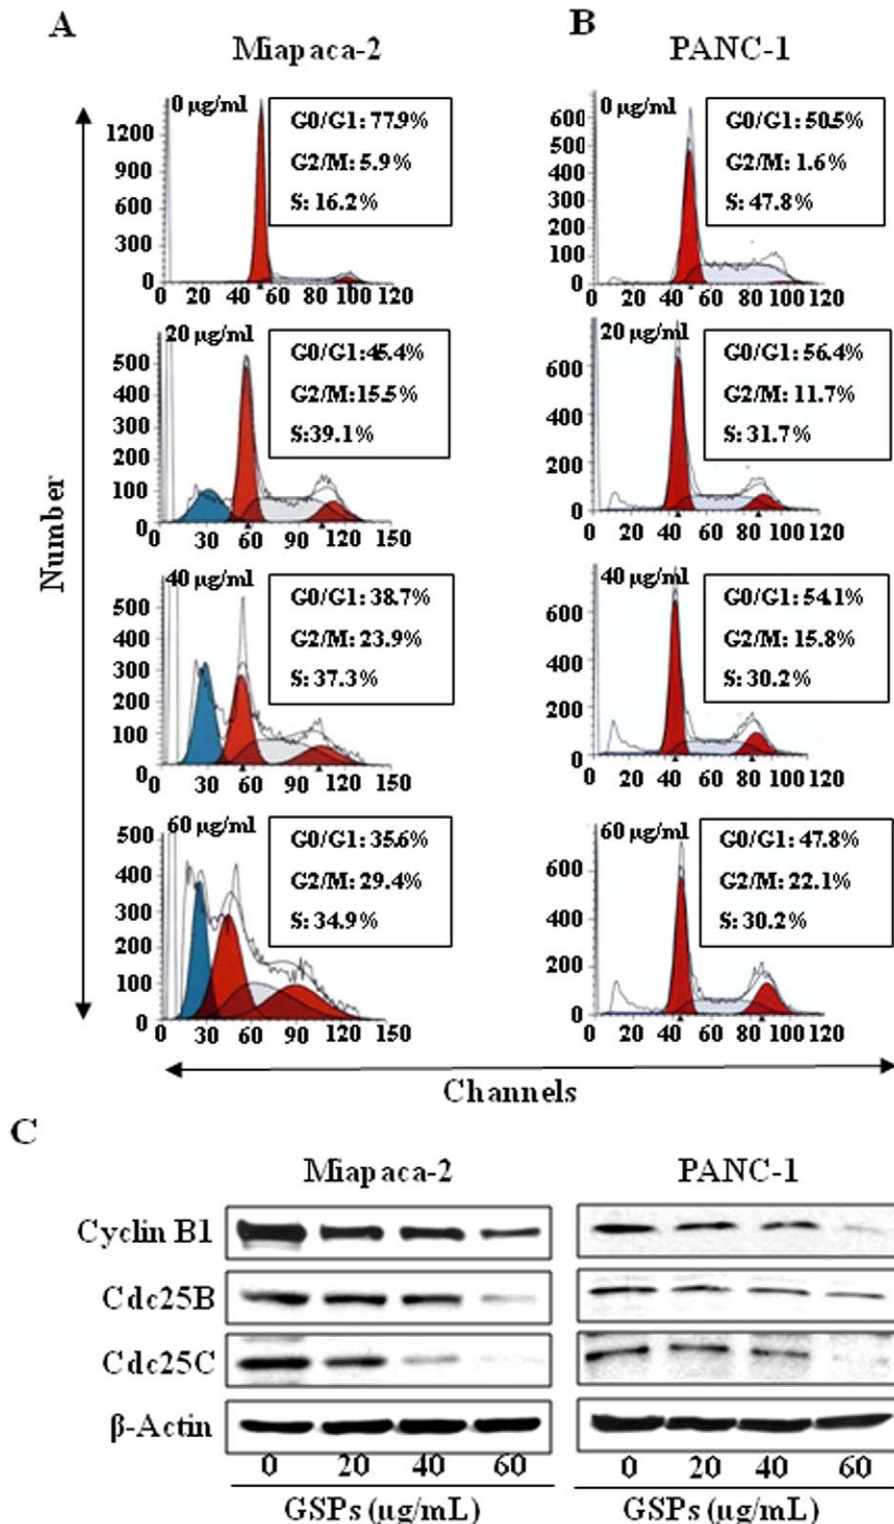 A
B
Miapaca-2
PANC-1
0 µg/ml
G0/G1: 77.9%
G2/M: 5.9%
S: 16.2%
1200
900
600
300
0
0 20 40 60 80 100 120
0 µg/ml
G0/G1: 50.5%
G2/M: 1.6%
S: 47.8%
600
500
400
300
200
100
0
0 20 40 60 80 100 120
20 µg/ml
G0/G1:45.4%
G2/M:15.5%
S:39.1%
500
400
300
200
100
0
0 30 60 90 120 150
20 µg/ml
G0/G1: 56.4%
G2/M: 11.7%
S: 31.7%
600
400
200
0
0 20 40 60 80 100 120
40 µg/ml
G0/G1: 38.7%
G2/M: 23.9%
S: 37.3%
500
400
300
200
100
0
0 30 60 90 120 150
40 µg/ml
G0/G1: 54.1%
G2/M: 15.8%
S: 30.2%
600
400
200
0
0 20 40 60 80 100 120
60 µg/ml
G0/G1: 35.6%
G2/M: 29.4%
S: 34.9%
500
400
300
200
100
0
0 30 60 90 120 150
60 µg/ml
G0/G1: 47.8%
G2/M: 22.1%
S: 30.2%
600
400
200
0
0 20 40 60 80 100 120
Number
Channels
C
Miapaca-2
PANC-1
Cyclin B1
Cdc25B
Cdc25C
β-Actin
0 20 40 60
0 20 40 60
GSPs (µg/mL)
GSPs (µg/mL)